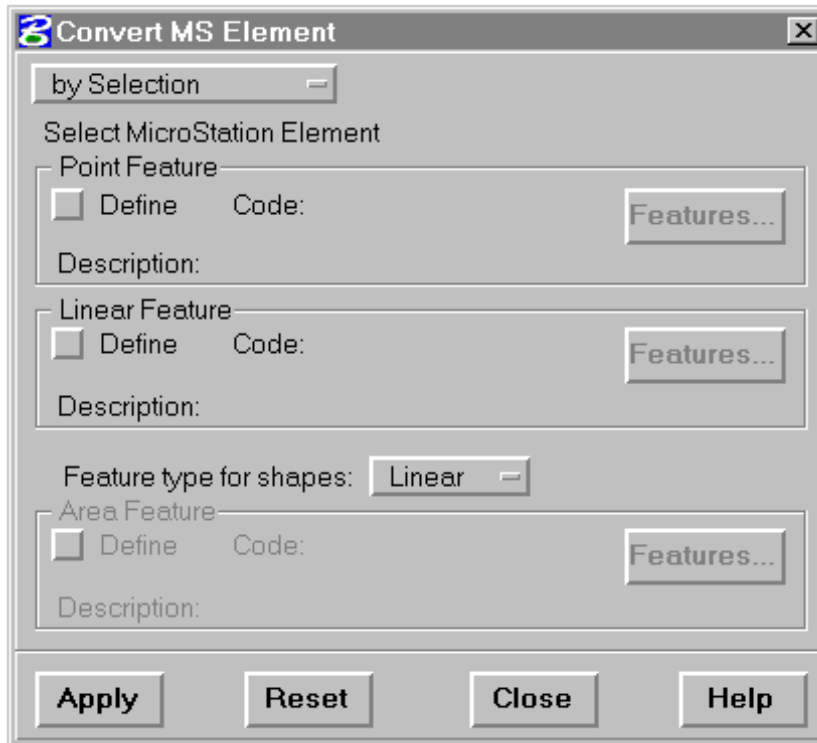 Convert MS Element
by Selection
Select MicroStation Element
Point Feature
Define Code: Features...
Description:
Linear Feature
Define Code: Features...
Description:
Feature type for shapes: Linear
Area Feature
Define Code: Features...
Description:
Apply Reset Close Help